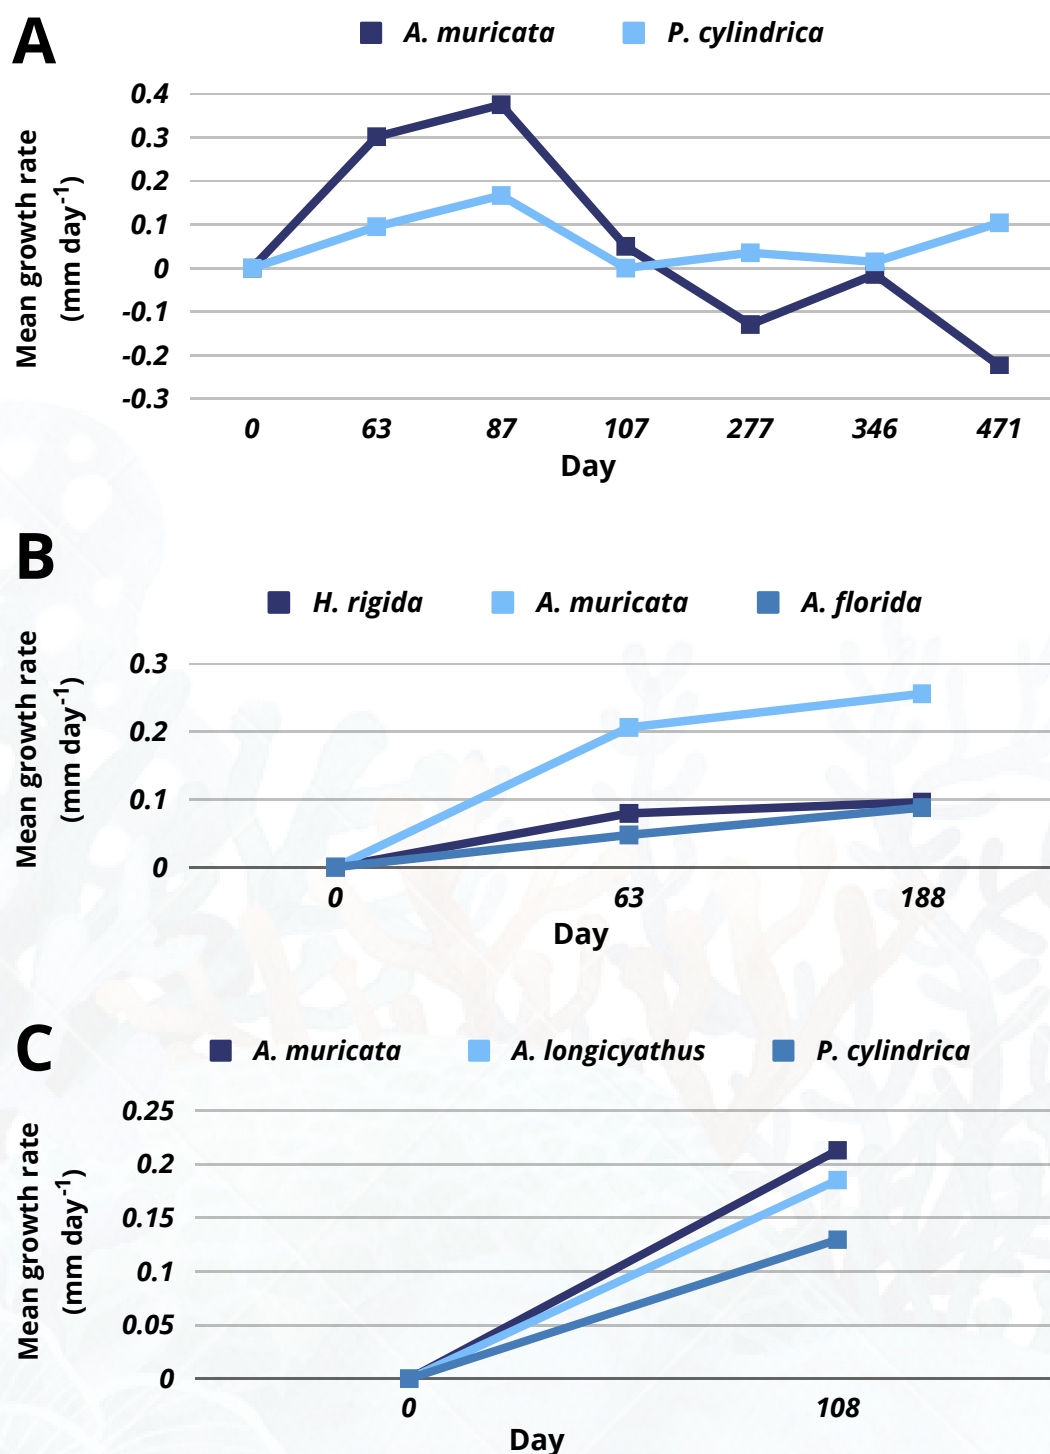 A
A. muricata P. cylindrica
Mean growth rate
(mm day⁻¹)
0.4
0.3
0.2
0.1
0
-0.1
-0.2
-0.3
0 63 87 107 277 346 471
Day
B
H. rigida A. muricata A. florida
Mean growth rate
(mm day⁻¹)
0.3
0.2
0.1
0
0 63 188
Day
C
A. muricata A. longicyathus P. cylindrica
Mean growth rate
(mm day⁻¹)
0.25
0.2
0.15
0.1
0.05
0
0 108
Day